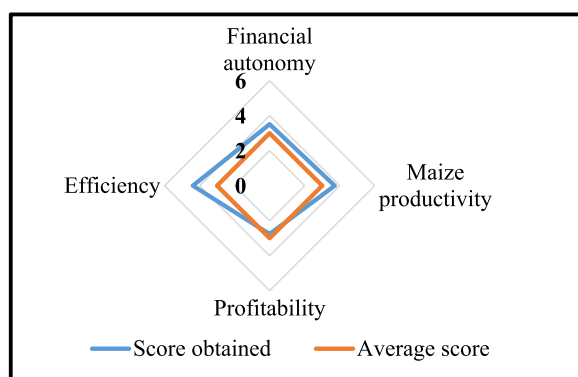 Financial
autonomy
6
4
2
0
Efficiency
Maize
productivity
Profitability
Score obtained
Average score